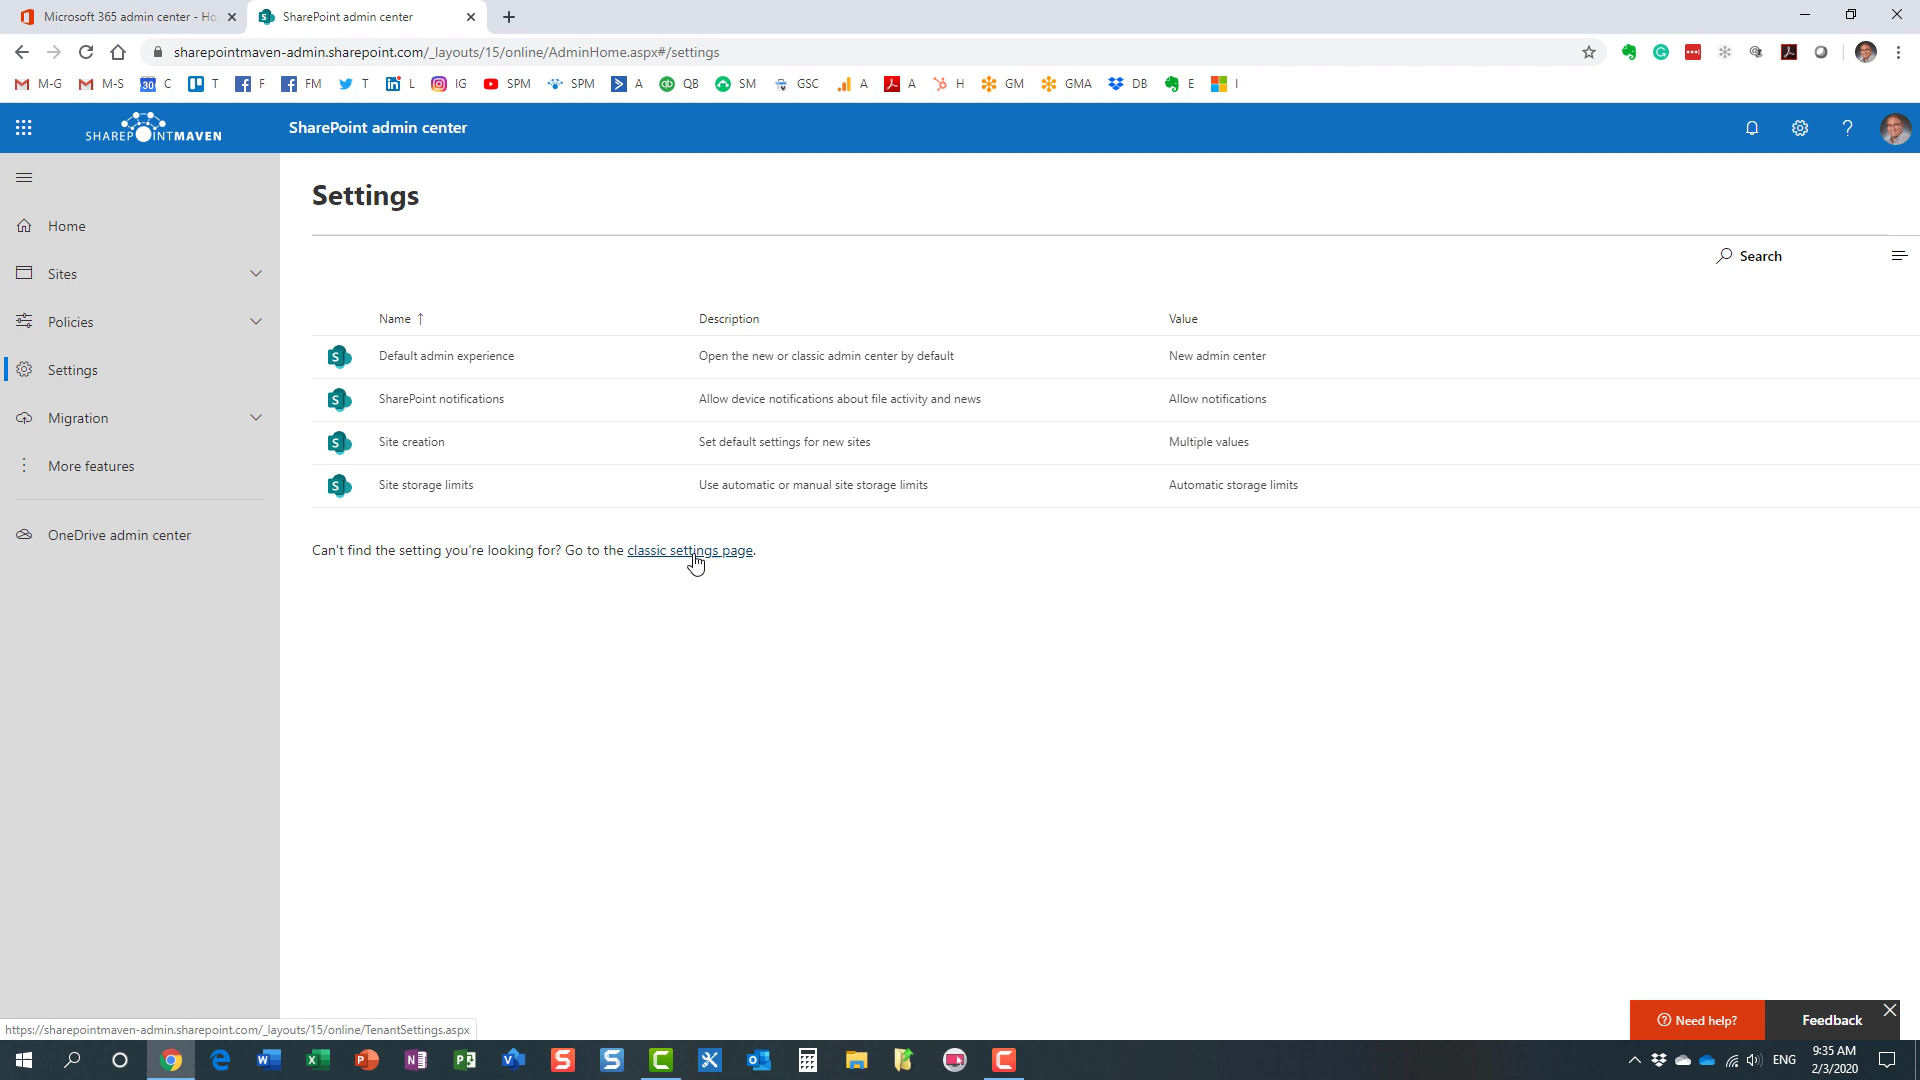 Microsoft 365 admin center - Ho
SharePoint admin center
sharepointmaven-admin.sharepoint.com/_layouts/15/online/AdminHome.aspx#/settings
M-G M-S C T F FM T L IG SPM SPM A QB SM GSC A A H GM GMA DB E I
SHAREPOINTMAVEN
SharePoint admin center
Home
Sites
Policies
Settings
Migration
More features
OneDrive admin center
Settings
Search
Name ↑ Description Value
Default admin experience Open the new or classic admin center by default New admin center
SharePoint notifications Allow device notifications about file activity and news Allow notifications
Site creation Set default settings for new sites Multiple values
Site storage limits Use automatic or manual site storage limits Automatic storage limits
Can't find the setting you're looking for? Go to the classic settings page.
Need help?
Feedback
https://sharepointmaven-admin.sharepoint.com/_layouts/15/online/TenantSettings.aspx
ENG
9:35 AM
2/3/2020